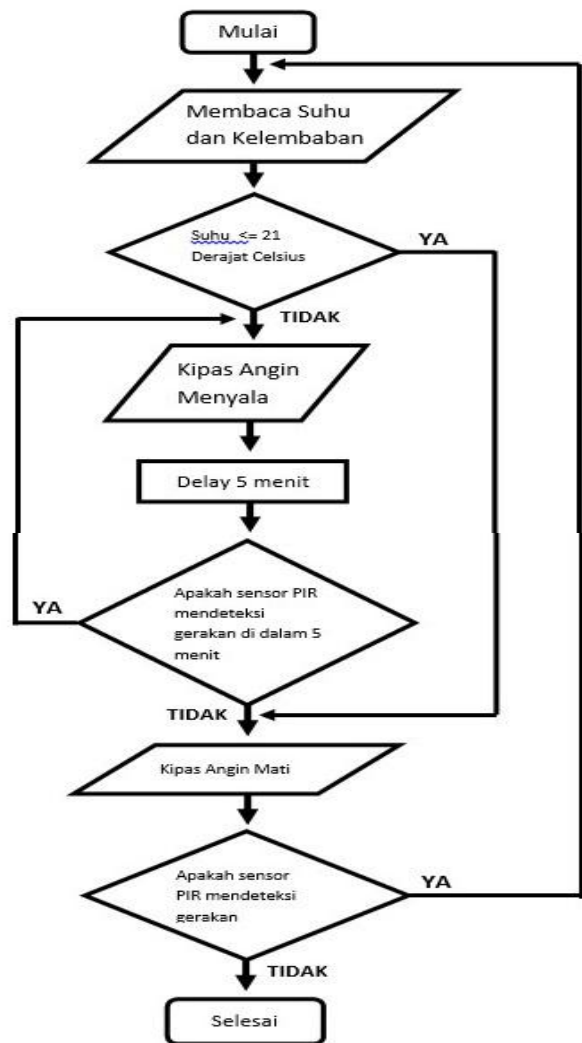 Mulai
Membaca Suhu
dan Kelembaban
Suhu <= 21
Derajat Celsius
YA
TIDAK
Kipas Angin
Menyala
Delay 5 menit
Apakah sensor PIR
mendeteksi
gerakan di dalam 5
menit
YA
TIDAK
Kipas Angin Mati
Apakah sensor
PIR mendeteksi
gerakan
YA
TIDAK
Selesai